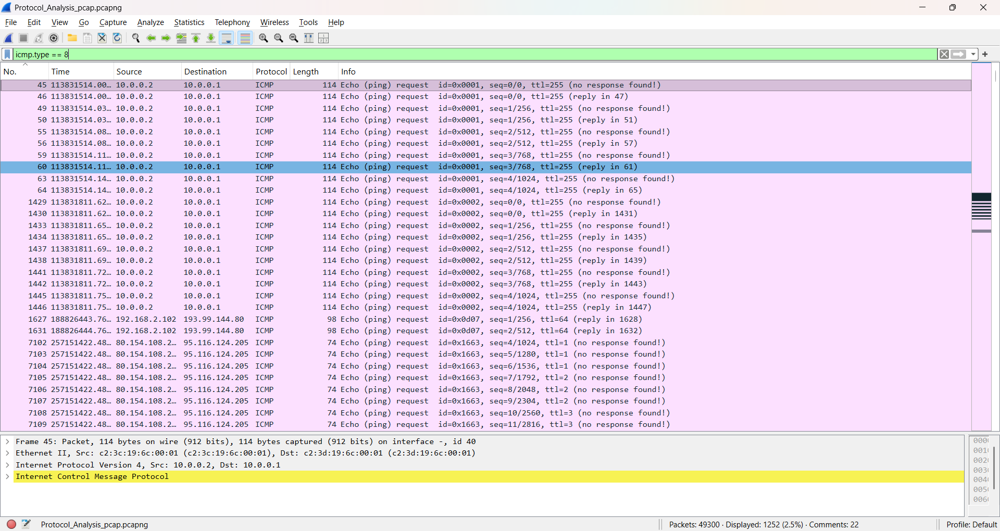 Protocol_Analysis_pcap.pcapng
File Edit View Go Capture Analyze Statistics Telephony Wireless Tools Help
icmp.type == 8
No. Time Source Destination Protocol Length Info
45 113831514.00… 10.0.0.2 10.0.0.1 ICMP 114 Echo (ping) request id=0x0001, seq=0/0, ttl=255 (no response found!)
46 113831514.00… 10.0.0.2 10.0.0.1 ICMP 114 Echo (ping) request id=0x0001, seq=0/0, ttl=255 (reply in 47)
49 113831514.03… 10.0.0.2 10.0.0.1 ICMP 114 Echo (ping) request id=0x0001, seq=1/256, ttl=255 (no response found!)
50 113831514.03… 10.0.0.2 10.0.0.1 ICMP 114 Echo (ping) request id=0x0001, seq=1/256, ttl=255 (reply in 51)
55 113831514.08… 10.0.0.2 10.0.0.1 ICMP 114 Echo (ping) request id=0x0001, seq=2/512, ttl=255 (no response found!)
56 113831514.08… 10.0.0.2 10.0.0.1 ICMP 114 Echo (ping) request id=0x0001, seq=2/512, ttl=255 (reply in 57)
59 113831514.11… 10.0.0.2 10.0.0.1 ICMP 114 Echo (ping) request id=0x0001, seq=3/768, ttl=255 (no response found!)
60 113831514.11… 10.0.0.2 10.0.0.1 ICMP 114 Echo (ping) request id=0x0001, seq=3/768, ttl=255 (reply in 61)
63 113831514.14… 10.0.0.2 10.0.0.1 ICMP 114 Echo (ping) request id=0x0001, seq=4/1024, ttl=255 (no response found!)
64 113831514.14… 10.0.0.2 10.0.0.1 ICMP 114 Echo (ping) request id=0x0001, seq=4/1024, ttl=255 (reply in 65)
1429 113831811.62… 10.0.0.2 10.0.0.1 ICMP 114 Echo (ping) request id=0x0002, seq=0/0, ttl=255 (no response found!)
1430 113831811.62… 10.0.0.2 10.0.0.1 ICMP 114 Echo (ping) request id=0x0002, seq=0/0, ttl=255 (reply in 1431)
1433 113831811.65… 10.0.0.2 10.0.0.1 ICMP 114 Echo (ping) request id=0x0002, seq=1/256, ttl=255 (no response found!)
1434 113831811.65… 10.0.0.2 10.0.0.1 ICMP 114 Echo (ping) request id=0x0002, seq=1/256, ttl=255 (reply in 1435)
1437 113831811.69… 10.0.0.2 10.0.0.1 ICMP 114 Echo (ping) request id=0x0002, seq=2/512, ttl=255 (no response found!)
1438 113831811.69… 10.0.0.2 10.0.0.1 ICMP 114 Echo (ping) request id=0x0002, seq=2/512, ttl=255 (reply in 1439)
1441 113831811.72… 10.0.0.2 10.0.0.1 ICMP 114 Echo (ping) request id=0x0002, seq=3/768, ttl=255 (no response found!)
1442 113831811.72… 10.0.0.2 10.0.0.1 ICMP 114 Echo (ping) request id=0x0002, seq=3/768, ttl=255 (reply in 1443)
1445 113831811.75… 10.0.0.2 10.0.0.1 ICMP 114 Echo (ping) request id=0x0002, seq=4/1024, ttl=255 (no response found!)
1446 113831811.75… 10.0.0.2 10.0.0.1 ICMP 114 Echo (ping) request id=0x0002, seq=4/1024, ttl=255 (reply in 1447)
1627 188826443.76… 192.168.2.102 193.99.144.80 ICMP 98 Echo (ping) request id=0x0d07, seq=1/256, ttl=64 (reply in 1628)
1631 188826444.76… 192.168.2.102 193.99.144.80 ICMP 98 Echo (ping) request id=0x0d07, seq=2/512, ttl=64 (reply in 1632)
7102 257151422.48… 80.154.108.2… 95.116.124.205 ICMP 74 Echo (ping) request id=0x1663, seq=4/1024, ttl=1 (no response found!)
7103 257151422.48… 80.154.108.2… 95.116.124.205 ICMP 74 Echo (ping) request id=0x1663, seq=5/1280, ttl=1 (no response found!)
7104 257151422.48… 80.154.108.2… 95.116.124.205 ICMP 74 Echo (ping) request id=0x1663, seq=6/1536, ttl=1 (no response found!)
7105 257151422.48… 80.154.108.2… 95.116.124.205 ICMP 74 Echo (ping) request id=0x1663, seq=7/1792, ttl=2 (no response found!)
7106 257151422.48… 80.154.108.2… 95.116.124.205 ICMP 74 Echo (ping) request id=0x1663, seq=8/2048, ttl=2 (no response found!)
7107 257151422.48… 80.154.108.2… 95.116.124.205 ICMP 74 Echo (ping) request id=0x1663, seq=9/2304, ttl=2 (no response found!)
7108 257151422.48… 80.154.108.2… 95.116.124.205 ICMP 74 Echo (ping) request id=0x1663, seq=10/2560, ttl=3 (no response found!)
7109 257151422.48… 80.154.108.2… 95.116.124.205 ICMP 74 Echo (ping) request id=0x1663, seq=11/2816, ttl=3 (no response found!)
Frame 45: Packet, 114 bytes on wire (912 bits), 114 bytes captured (912 bits) on interface -, id 40
Ethernet II, Src: c2:3c:19:6c:00:01 (c2:3c:19:6c:00:01), Dst: c2:3d:19:6c:00:01 (c2:3d:19:6c:00:01)
Internet Protocol Version 4, Src: 10.0.0.2, Dst: 10.0.0.1
Internet Control Message Protocol
000
001
002
003
004
005
006
Protocol_Analysis_pcap.pcapng
Packets: 49300 · Displayed: 1252 (2.5%) · Comments: 22
Profile: Default